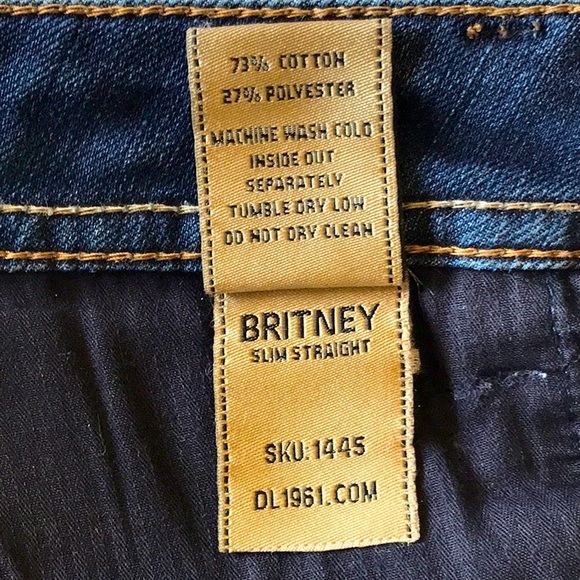 73% COTTON
27% POLYESTER
MACHINE WASH COLD
INSIDE OUT
SEPARATELY
TUMBLE DRY LOW
DO NOT DRY CLEAN
BRITNEY
SLIM STRAIGHT
SKU:1445
DL1961.COM